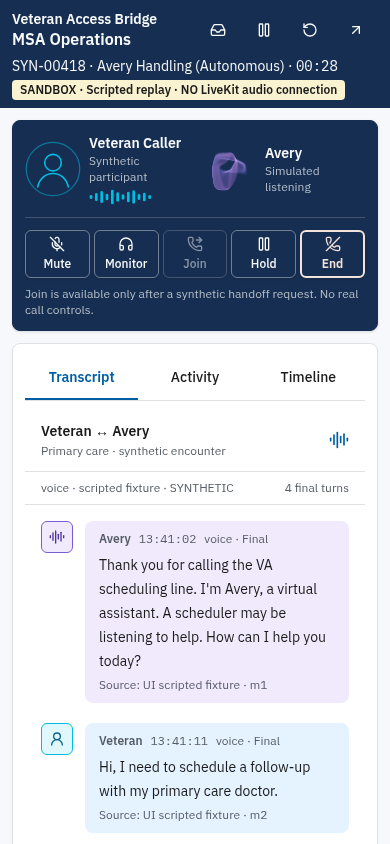 Veteran Access Bridge
MSA Operations
SYN-00418 · Avery Handling (Autonomous) · 00:28
SANDBOX · Scripted replay · NO LiveKit audio connection
Veteran Caller
Synthetic
participant
Avery
Simulated
listening
Mute
Monitor
Join
Hold
End
Join is available only after a synthetic handoff request. No real
call controls.
Transcript
Activity
Timeline
Veteran ↔ Avery
Primary care · synthetic encounter
voice · scripted fixture · SYNTHETIC
4 final turns
Avery 13:41:02 voice · Final
Thank you for calling the VA
scheduling line. I'm Avery, a virtual
assistant. A scheduler may be
listening to help. How can I help you
today?
Source: UI scripted fixture · m1
Veteran 13:41:11 voice · Final
Hi, I need to schedule a follow-up
with my primary care doctor.
Source: UI scripted fixture · m2